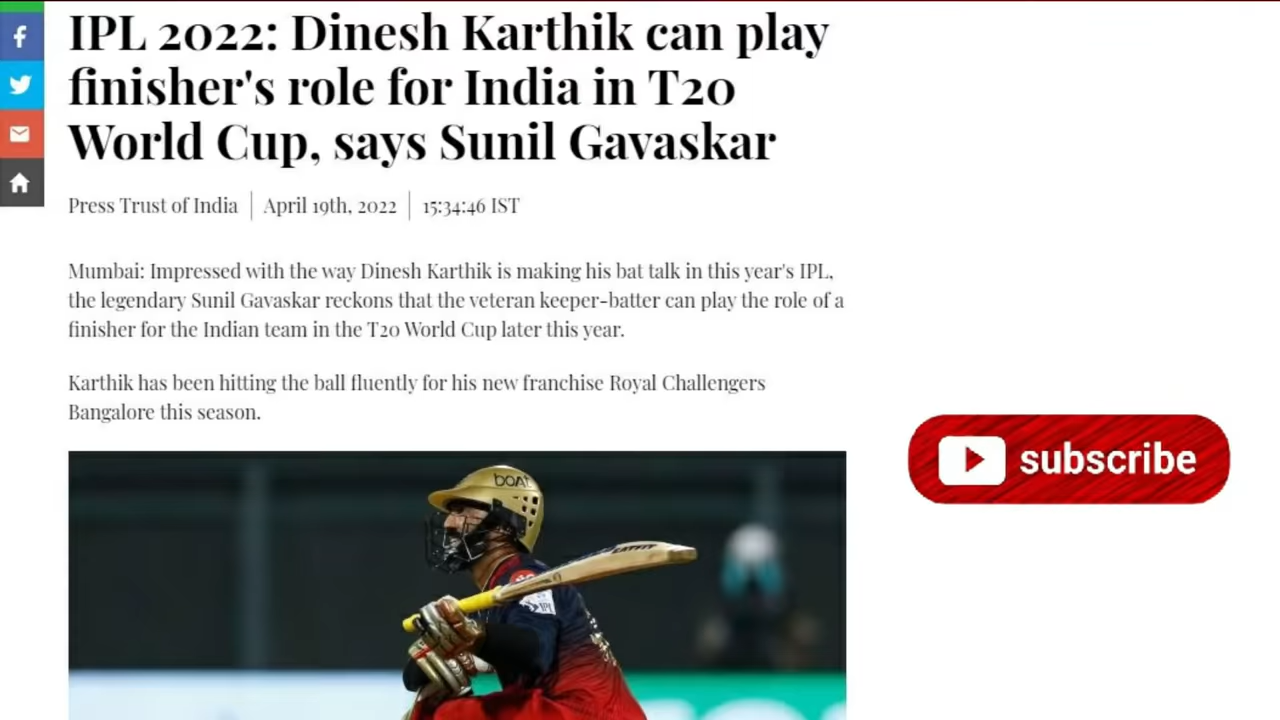 IPL 2022: Dinesh Karthik can play
finisher's role for India in T20
World Cup, says Sunil Gavaskar
Press Trust of India | April 19th, 2022 | 15:34:46 IST
Mumbai: Impressed with the way Dinesh Karthik is making his bat talk in this year's IPL,
the legendary Sunil Gavaskar reckons that the veteran keeper-batter can play the role of a
finisher for the Indian team in the T20 World Cup later this year.
Karthik has been hitting the ball fluently for his new franchise Royal Challengers
Bangalore this season.
subscribe
boAt
IPL